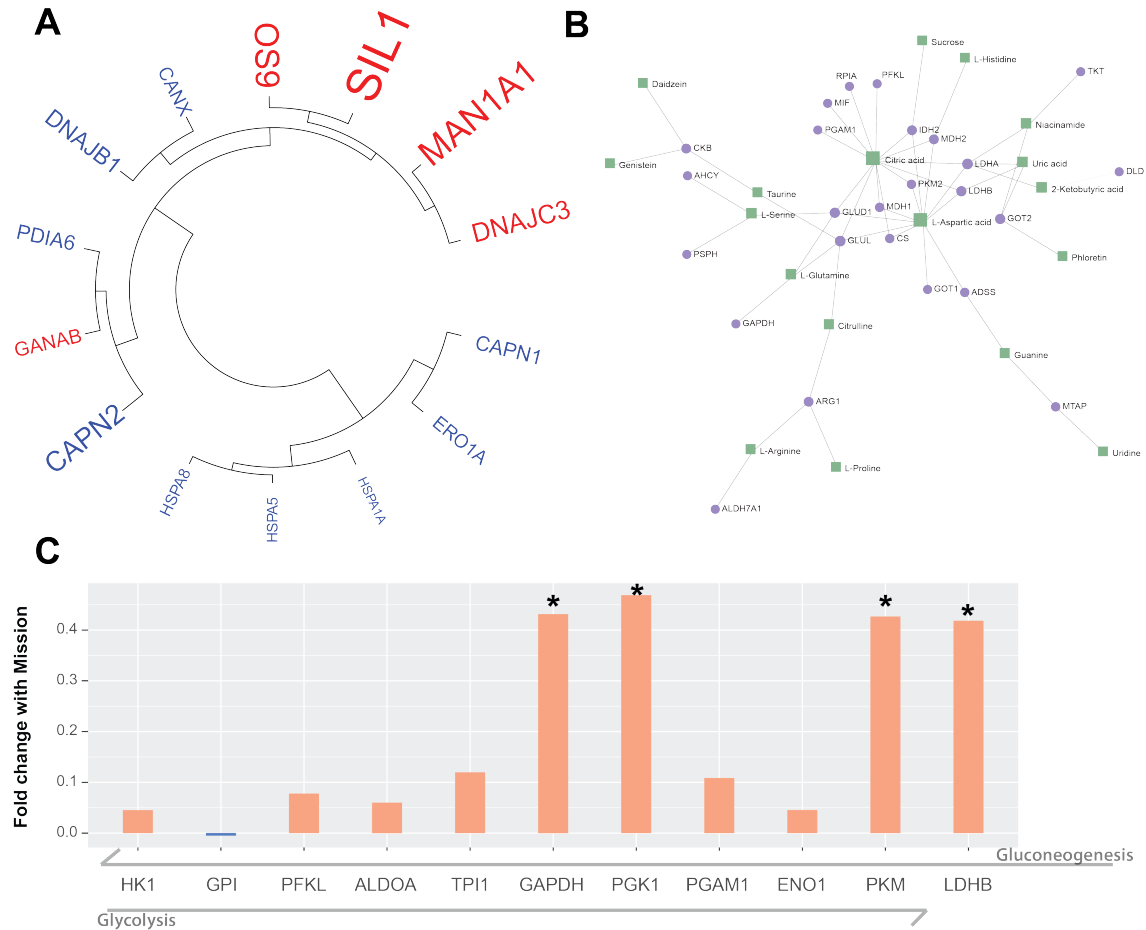 A
OS9
SIL1
MAN1A1
DNAJC3
CANX
DNAJB1
PDIA6
GANAB
CAPN2
CAPN1
ERO1A
HSPA8
HSPA5
HSPA1A
B
Sucrose
L-Histidine
TKT
RPIA
PFKL
Daidzein
MIF
Niacinamide
PGAM1
IDH2
MDH2
CKB
Citric acid
LDHA
Uric acid
Genistein
DLD
AHCY
PKM2
LDHB
2-Ketobutyric acid
Taurine
MDH1
L-Serine
GLUD1
L-Aspartic acid
GOT2
GLUL
CS
PSPH
Phloretin
L-Glutamine
GOT1
ADSS
GAPDH
Citrulline
Guanine
ARG1
MTAP
L-Arginine
Uridine
L-Proline
ALDH7A1
C
Fold change with Mission
0.4
0.3
0.2
0.1
0.0
* * * *
Gluconeogenesis
HK1 GPI PFKL ALDOA TPI1 GAPDH PGK1 PGAM1 ENO1 PKM LDHB
Glycolysis